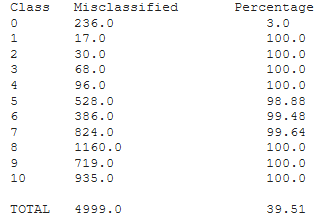 Class Misclassified Percentage
0 236.0 3.0
1 17.0 100.0
2 30.0 100.0
3 68.0 100.0
4 96.0 100.0
5 528.0 98.88
6 386.0 99.48
7 824.0 99.64
8 1160.0 100.0
9 719.0 100.0
10 935.0 100.0
TOTAL 4999.0 39.51